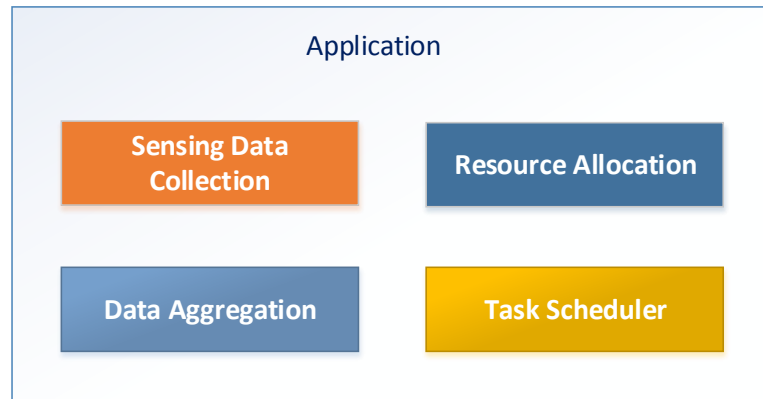 Application
Sensing Data
Collection
Resource Allocation
Data Aggregation
Task Scheduler